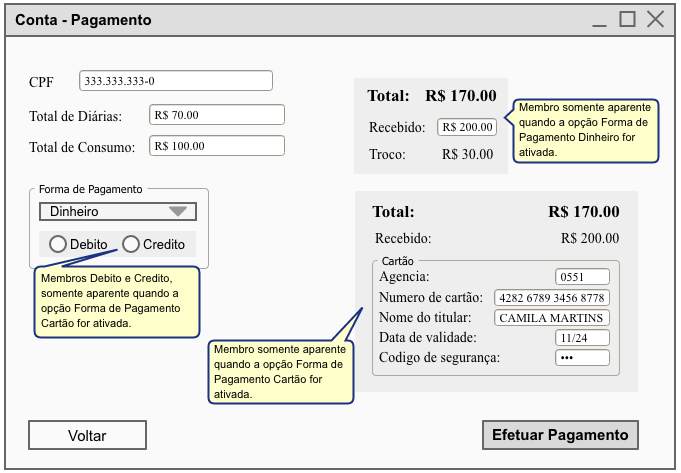 Conta - Pagamento
CPF 333.333.333-0
Total de Diárias: R$ 70.00
Total de Consumo: R$ 100.00
Forma de Pagamento
Dinheiro
Debito Credito
Membros Debito e Credito,
somente aparente quando a
opção Forma de Pagamento
Cartão for ativada.
Total: R$ 170.00
Recebido: R$ 200.00
Troco: R$ 30.00
Membro somente aparente
quando a opção Forma de
Pagamento Dinheiro for
ativada.
Total: R$ 170.00
Recebido: R$ 200.00
Cartão
Agencia: 0551
Numero de cartão: 4282 6789 3456 8778
Nome do titular: CAMILA MARTINS
Data de validade: 11/24
Codigo de segurança: •••
Membro somente aparente
quando a opção Forma de
Pagamento Cartão for
ativada.
Voltar
Efetuar Pagamento